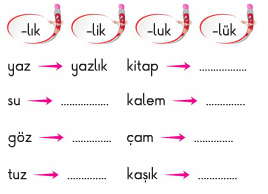 -lık -lik -luk -lük
yaz → yazlık kitap → .................
su → ................ kalem → ..............
göz → .............. çam → ..............
tuz → ................ kaşık → ..............